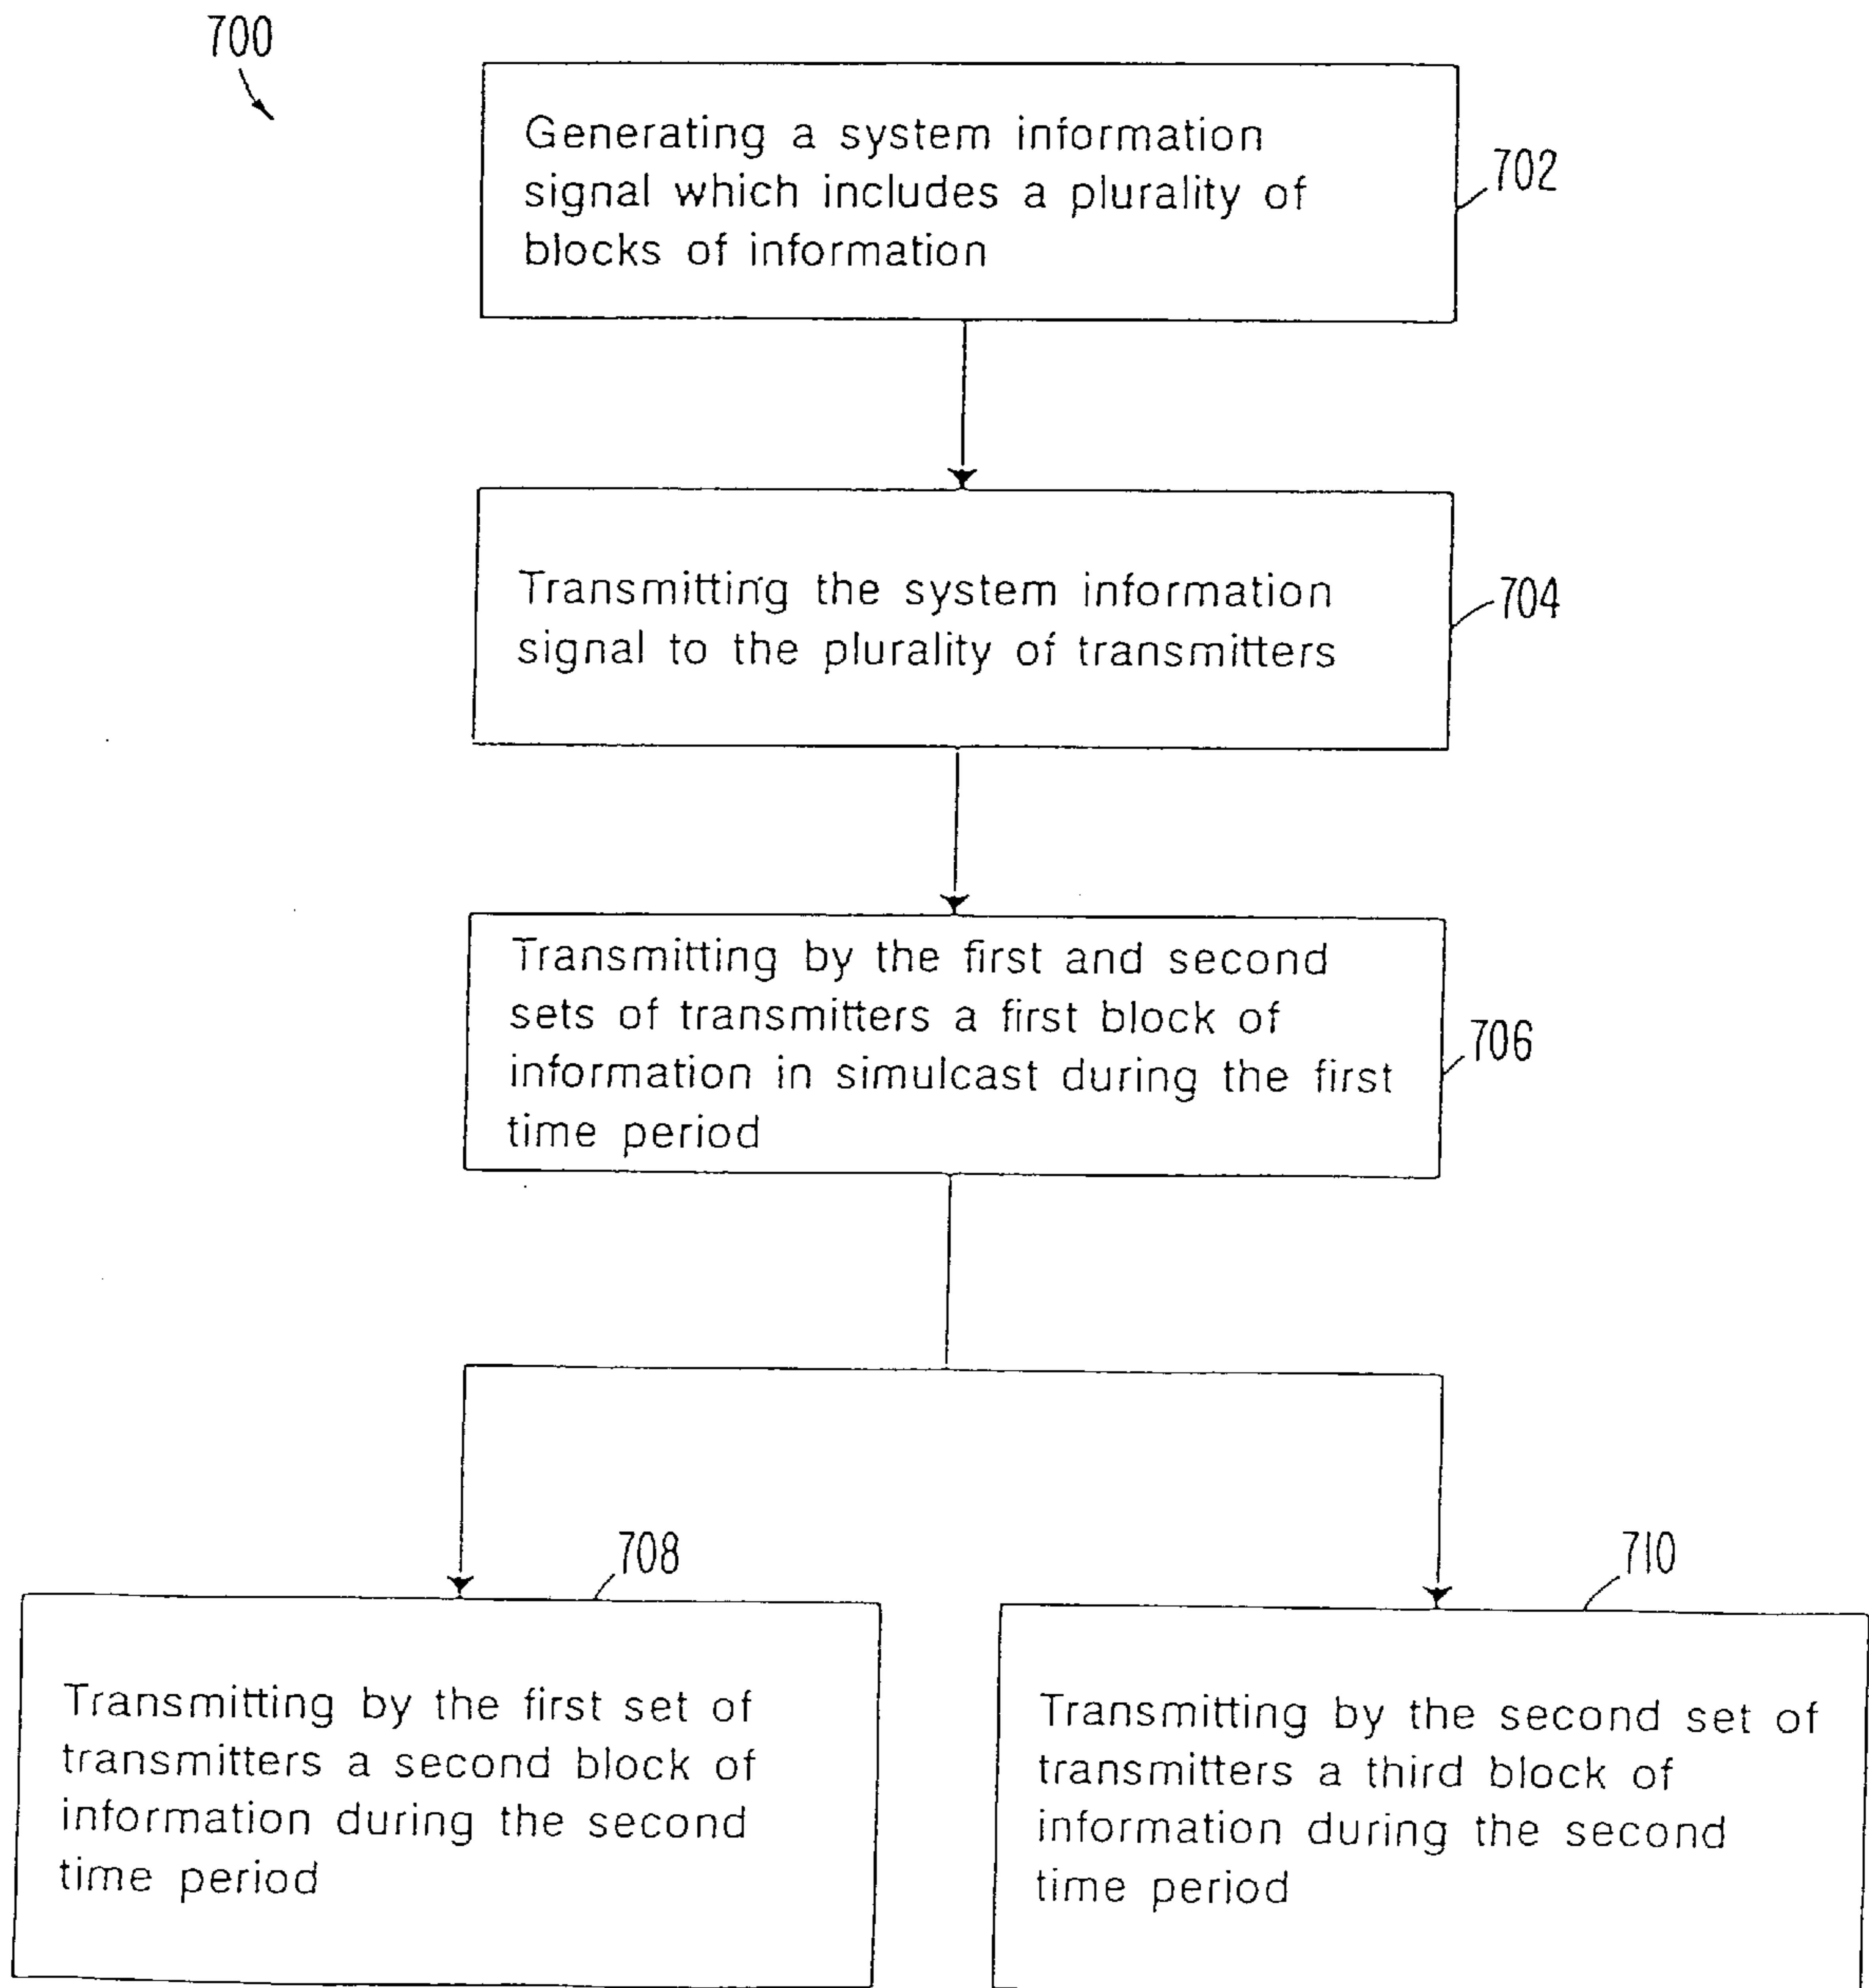 700
Generating a system information
signal which includes a plurality of
blocks of information
702
Transmitting the system information
signal to the plurality of transmitters
704
Transmitting by the first and second
sets of transmitters a first block of
information in simulcast during the first
time period
706
708
Transmitting by the first set of
transmitters a second block of
information during the second
time period
710
Transmitting by the second set of
transmitters a third block of
information during the second
time period